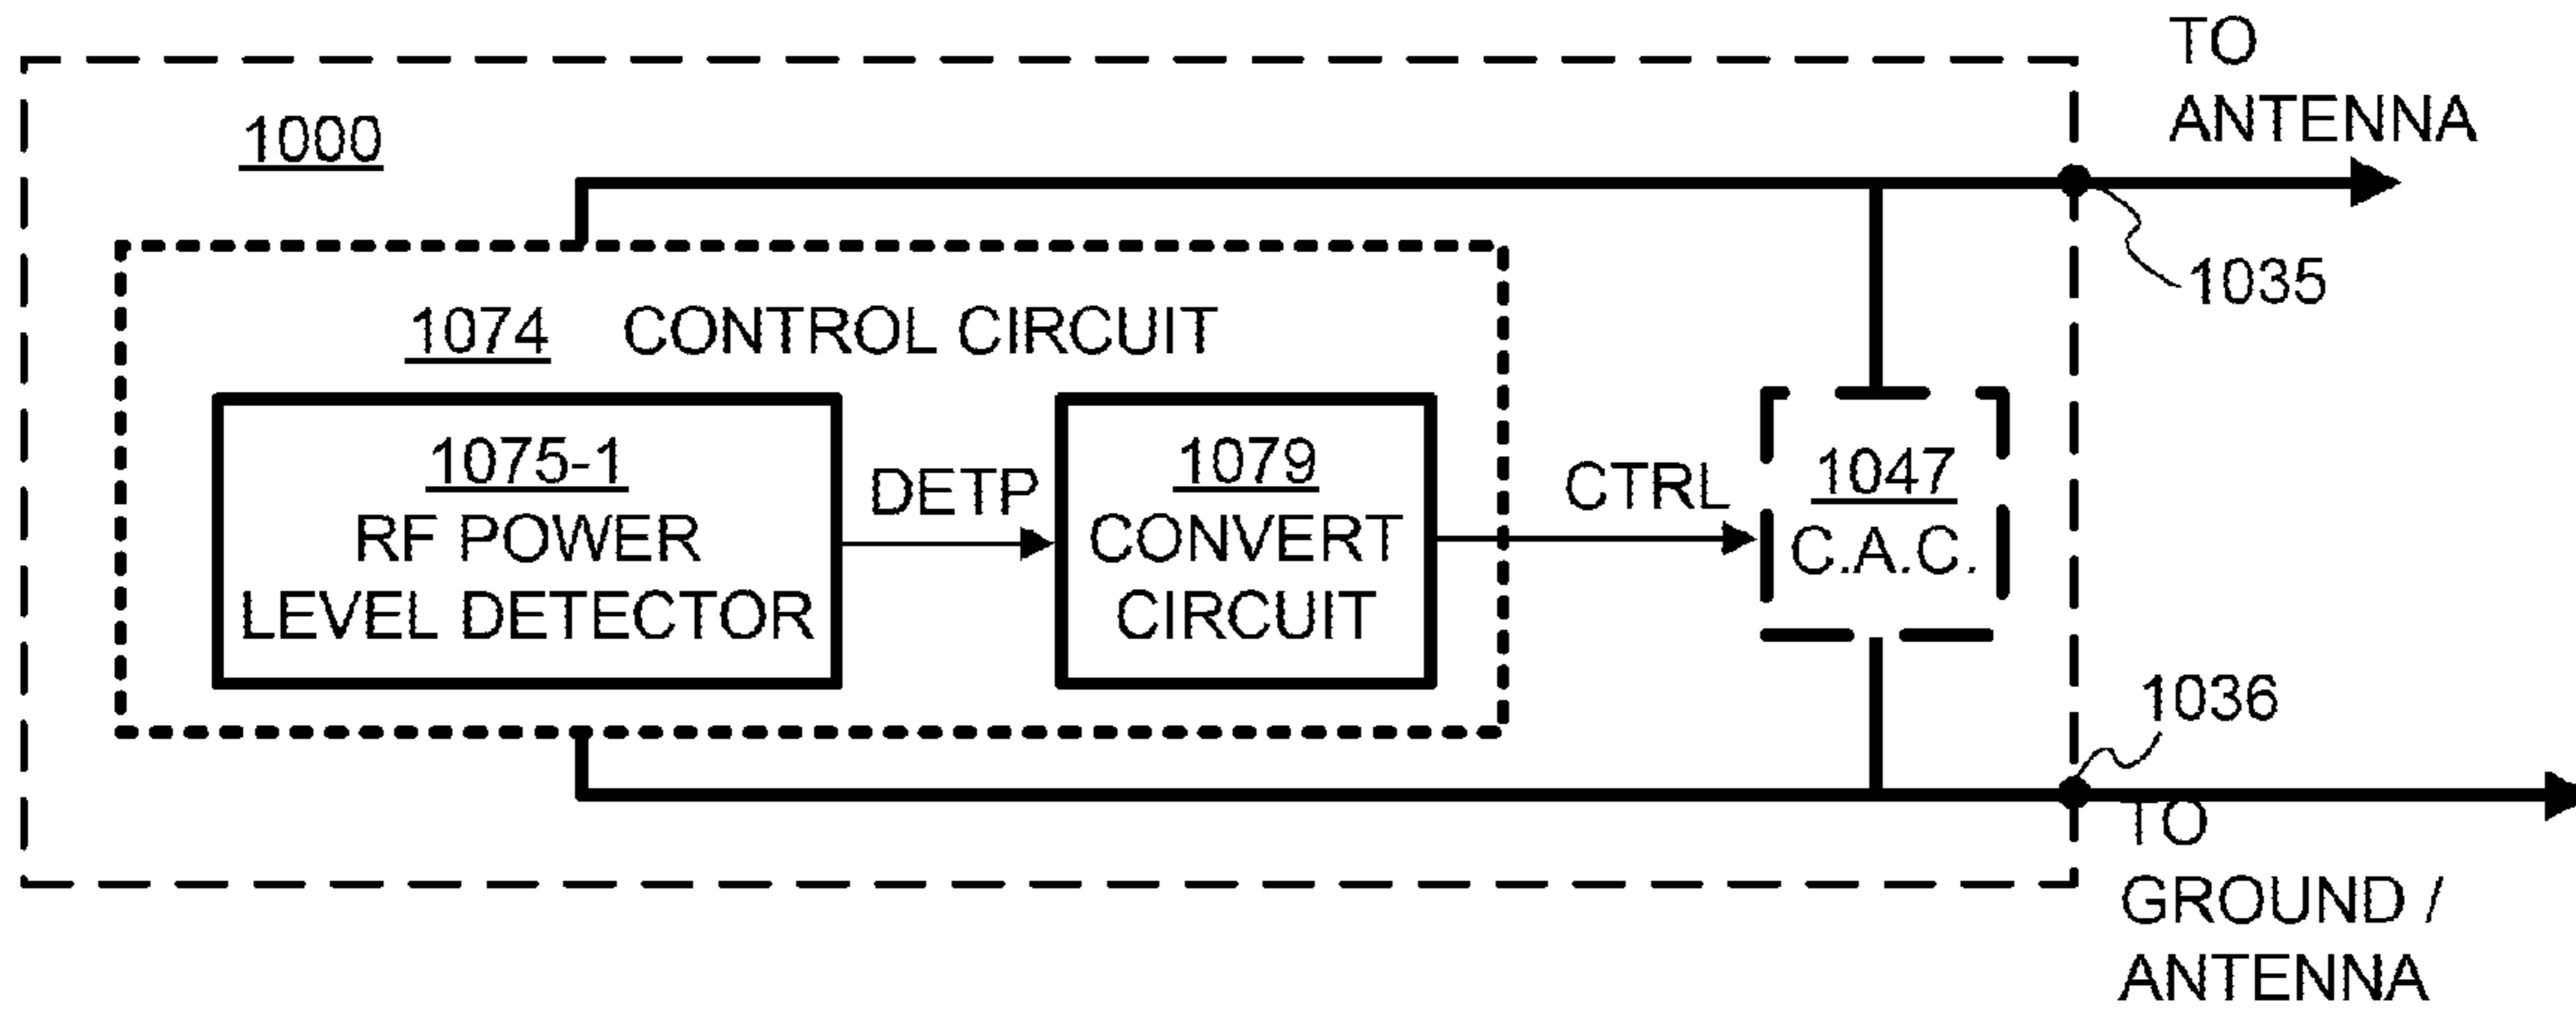 TO
ANTENNA
1000
1035
1074 CONTROL CIRCUIT
1075-1
RF POWER
LEVEL DETECTOR
DETP
1079
CONVERT
CIRCUIT
CTRL
1047
C.A.C.
1036
TO
GROUND /
ANTENNA